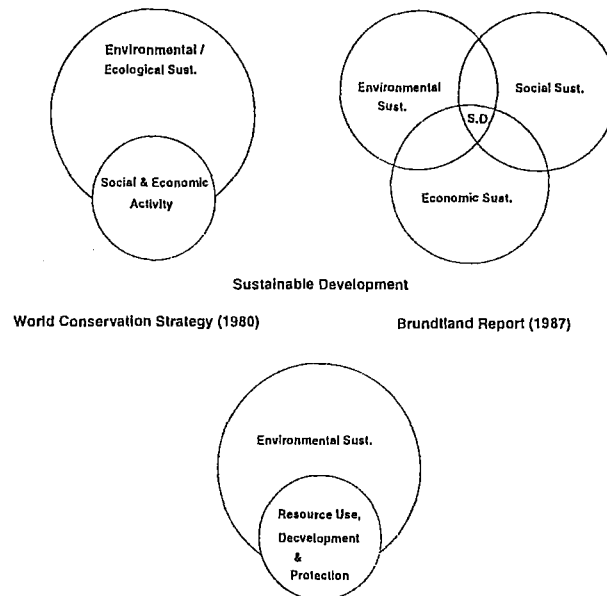 Environmental /
Ecological Sust.
Social & Economic
Activity
Environmental
Sust.
Social Sust.
S.D
Economic Sust.
Sustainable Development
World Conservation Strategy (1980)
Brundtland Report (1987)
Environmental Sust.
Resource Use,
Decvelopment
&
Protection